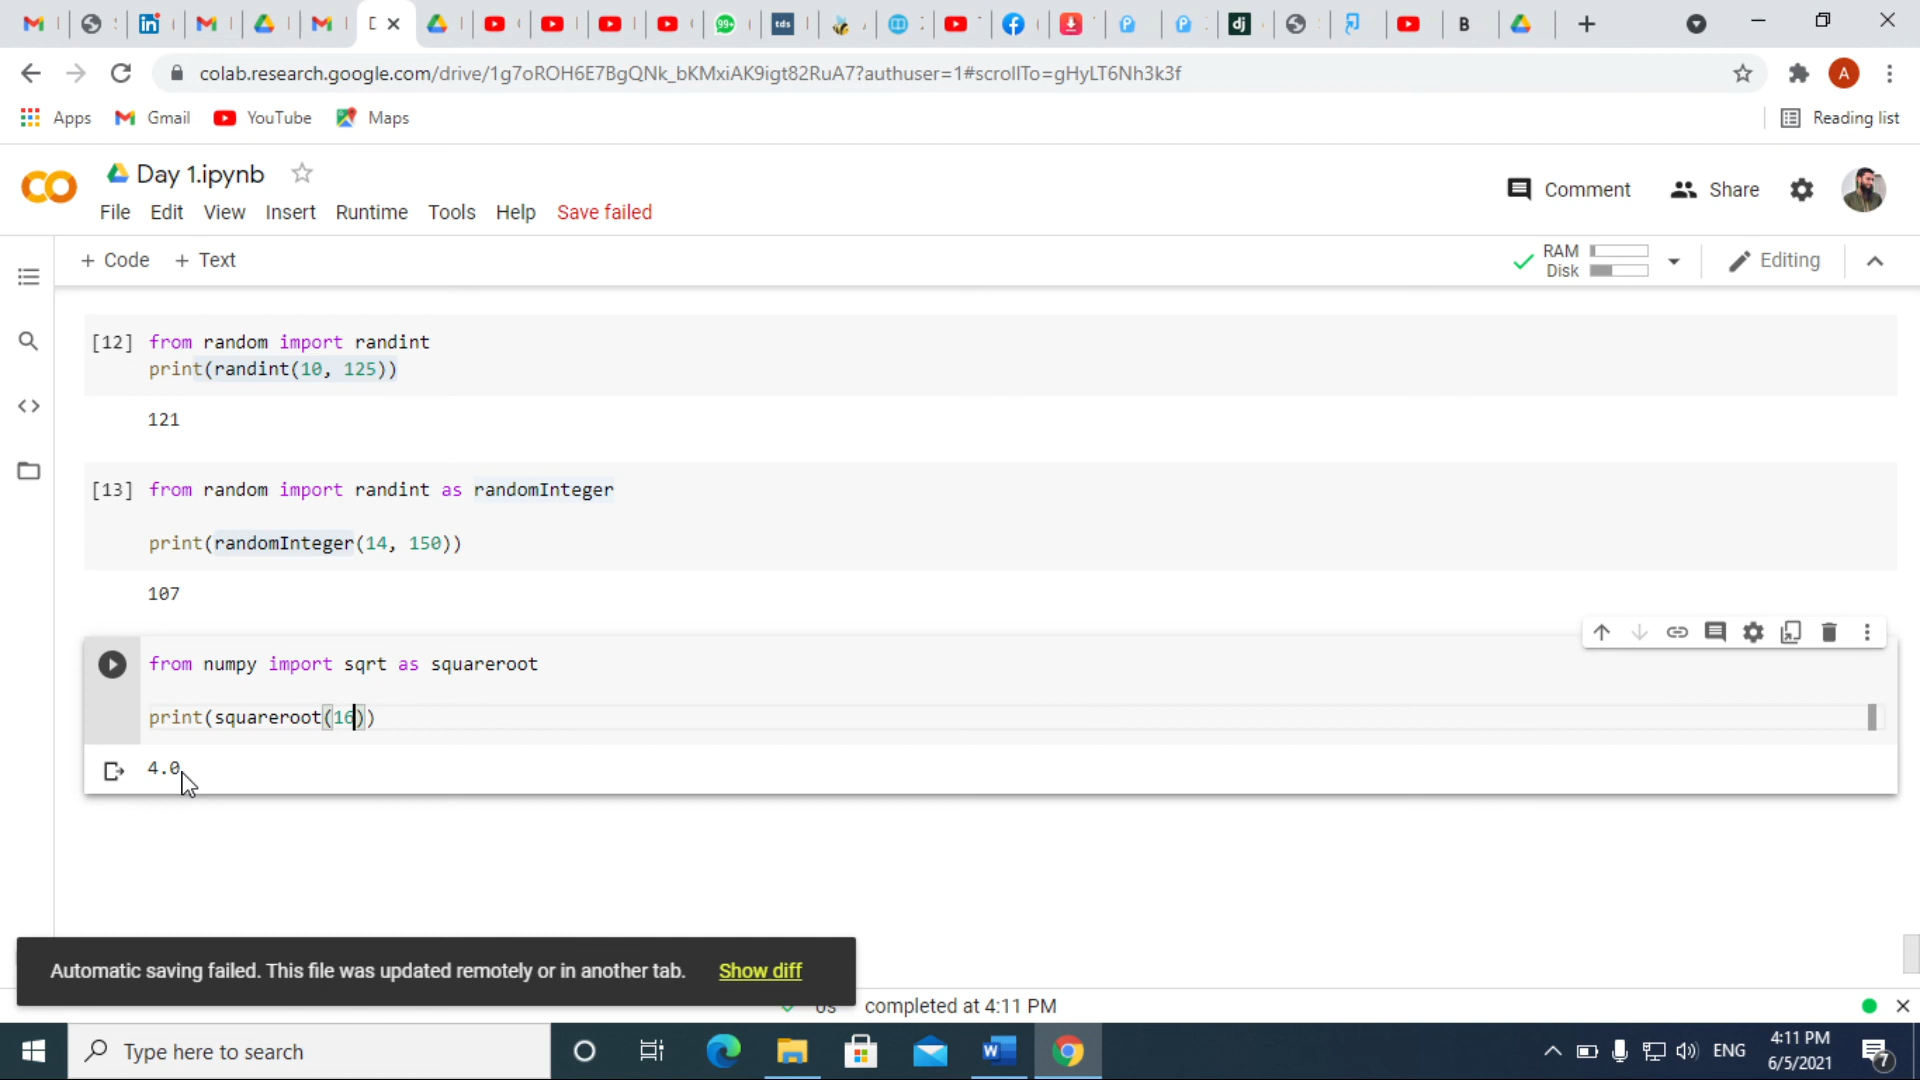 colab.research.google.com/drive/1g7oROH6E7BgQNk_bKMxiAK9igt82RuA7?authuser=1#scrollTo=gHyLT6Nh3k3f
A
Apps
Gmail
YouTube
Maps
Reading list
CO
Day 1.ipynb
Comment
Share
File
Edit
View
Insert
Runtime
Tools
Help
Save failed
+ Code
+ Text
RAM
Disk
Editing
[12] from random import randint
print(randint(10, 125))
121
[13] from random import randint as randomInteger
print(randomInteger(14, 150))
107
from numpy import sqrt as squareroot
print(squareroot(16))
4.0
Automatic saving failed. This file was updated remotely or in another tab.
Show diff
completed at 4:11 PM
Type here to search
ENG
4:11 PM
6/5/2021
7